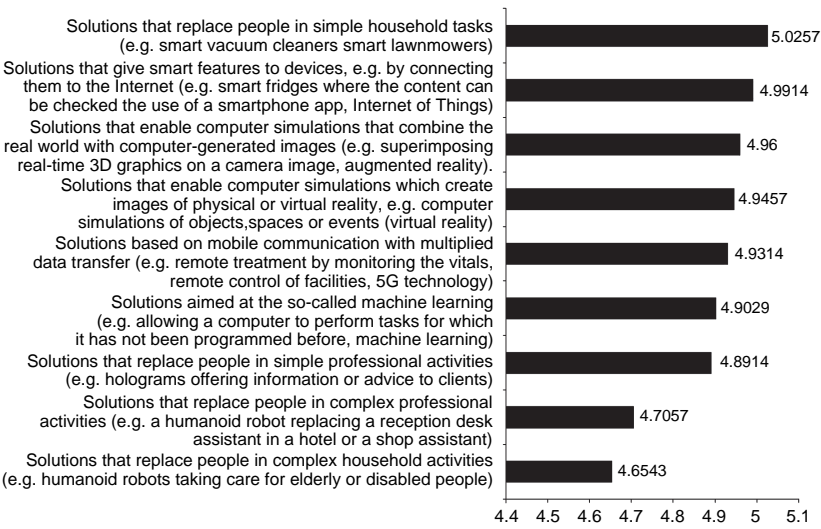 Solutions that replace people in simple household tasks
(e.g. smart vacuum cleaners smart lawnmowers)
5.0257
Solutions that give smart features to devices, e.g. by connecting
them to the Internet (e.g. smart fridges where the content can
be checked the use of a smartphone app, Internet of Things)
4.9914
Solutions that enable computer simulations that combine the
real world with computer-generated images (e.g. superimposing
real-time 3D graphics on a camera image, augmented reality).
4.96
Solutions that enable computer simulations which create
images of physical or virtual reality, e.g. computer
simulations of objects,spaces or events (virtual reality)
4.9457
Solutions based on mobile communication with multiplied
data transfer (e.g. remote treatment by monitoring the vitals,
remote control of facilities, 5G technology)
4.9314
Solutions aimed at the so-called machine learning
(e.g. allowing a computer to perform tasks for which
it has not been programmed before, machine learning)
4.9029
Solutions that replace people in simple professional activities
(e.g. holograms offering information or advice to clients)
4.8914
Solutions that replace people in complex professional
activities (e.g. a humanoid robot replacing a reception desk
assistant in a hotel or a shop assistant)
4.7057
Solutions that replace people in complex household activities
(e.g. humanoid robots taking care for elderly or disabled people)
4.6543
4.4 4.5 4.6 4.7 4.8 4.9 5 5.1